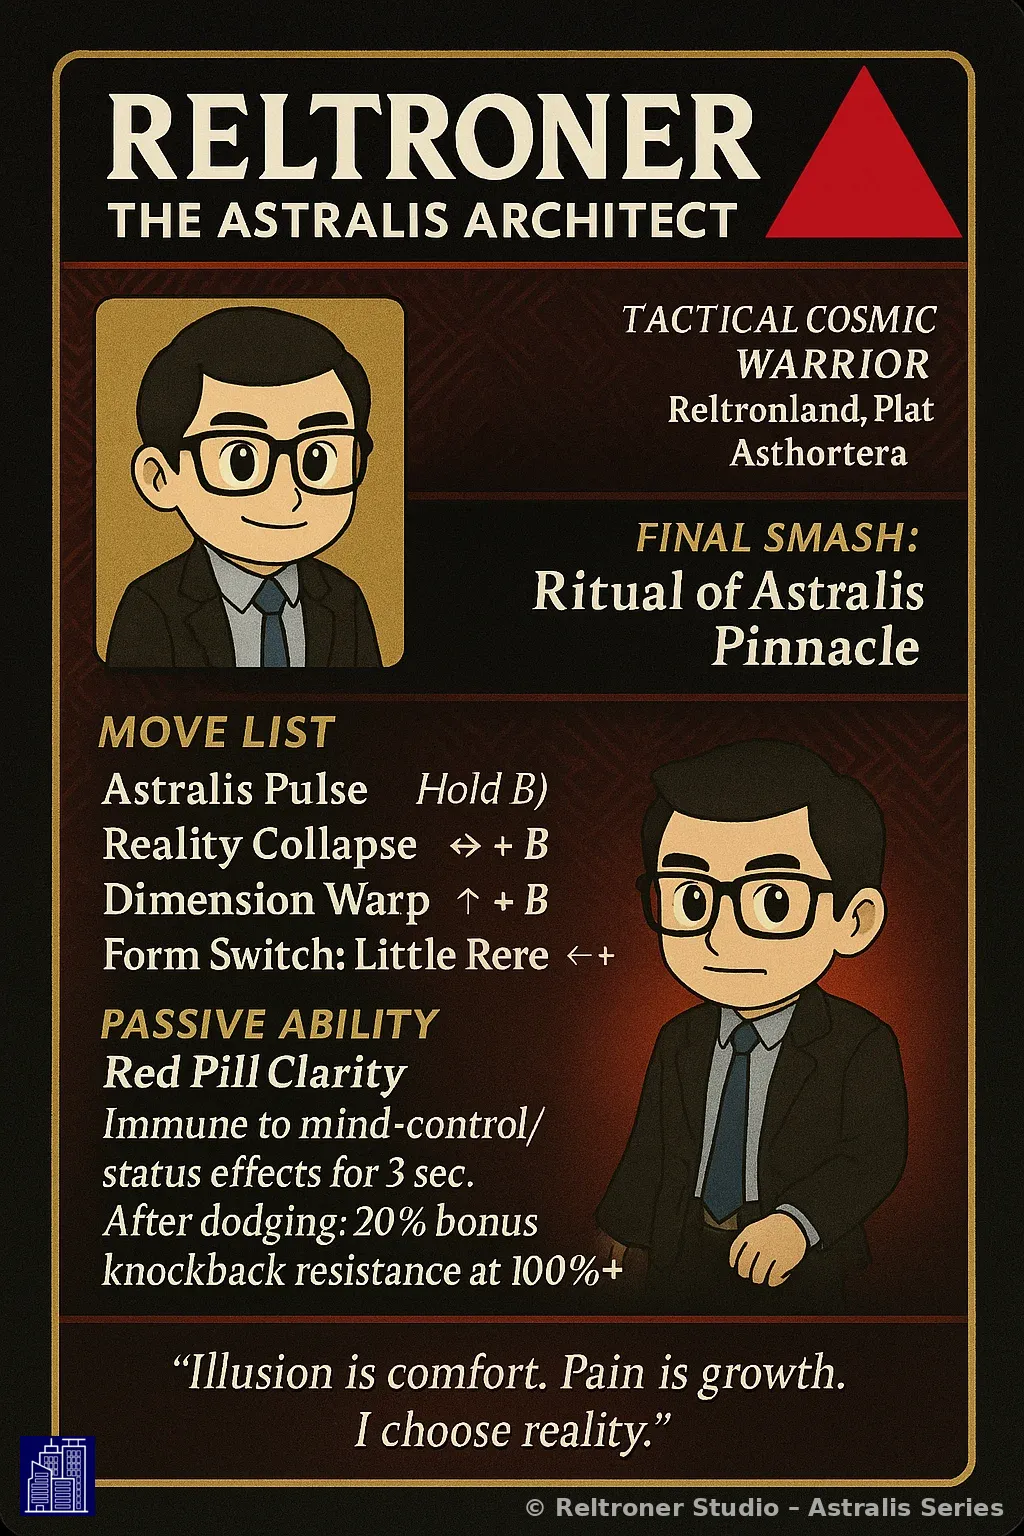 RELTRONER
THE ASTRALIS ARCHITECT
TACTICAL COSMIC
WARRIOR
Reltronland, Plat
Asthortera
FINAL SMASH:
Ritual of Astralis
Pinnacle
MOVE LIST
Astralis Pulse Hold B)
Reality Collapse ↔ + B
Dimension Warp ↑ + B
Form Switch: Little Rere ←+
PASSIVE ABILITY
Red Pill Clarity
Immune to mind-control/
status effects for 3 sec.
After dodging: 20% bonus
knockback resistance at 100%+
“Illusion is comfort. Pain is growth.
I choose reality.”
© Reltroner Studio – Astralis Series